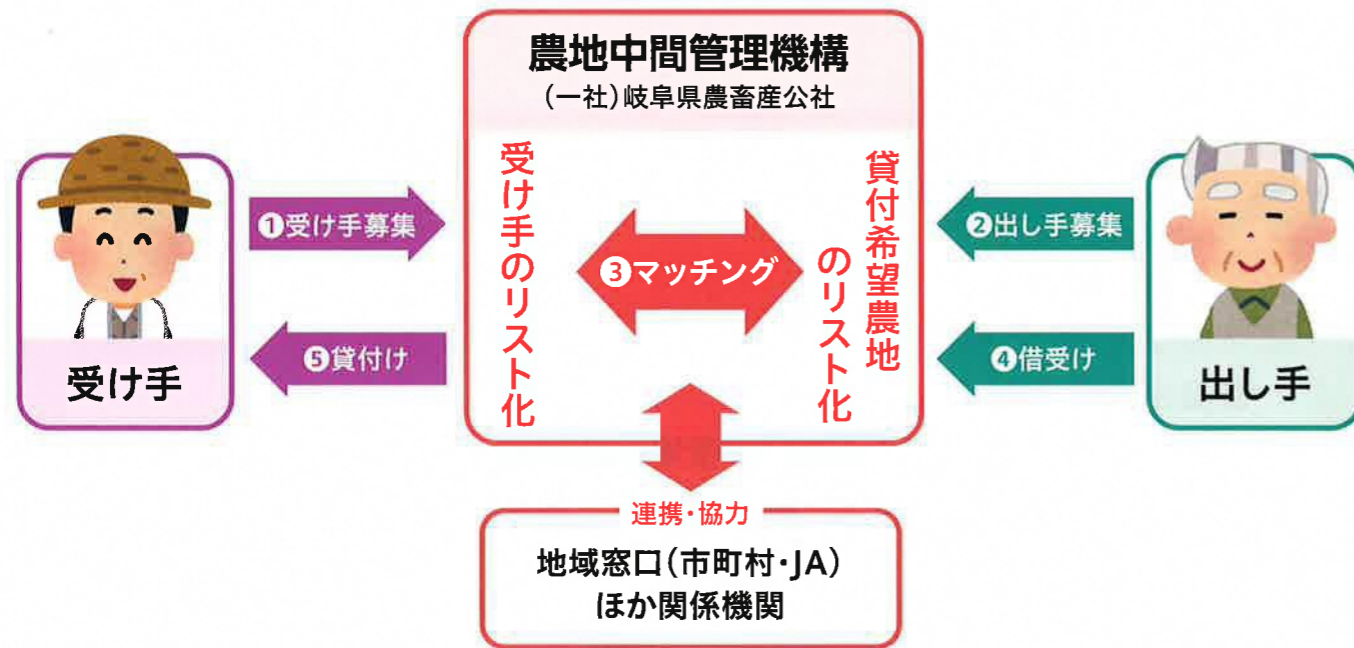 農地中間管理機構
(一社)岐阜県農畜産公社
受け手のリスト化
貸付希望農地
のリスト化
❶受け手募集
❷出し手募集
❸マッチング
❺貸付け
❹借受け
受け手
出し手
連携・協力
地域窓口(市町村・JA)
ほか関係機関